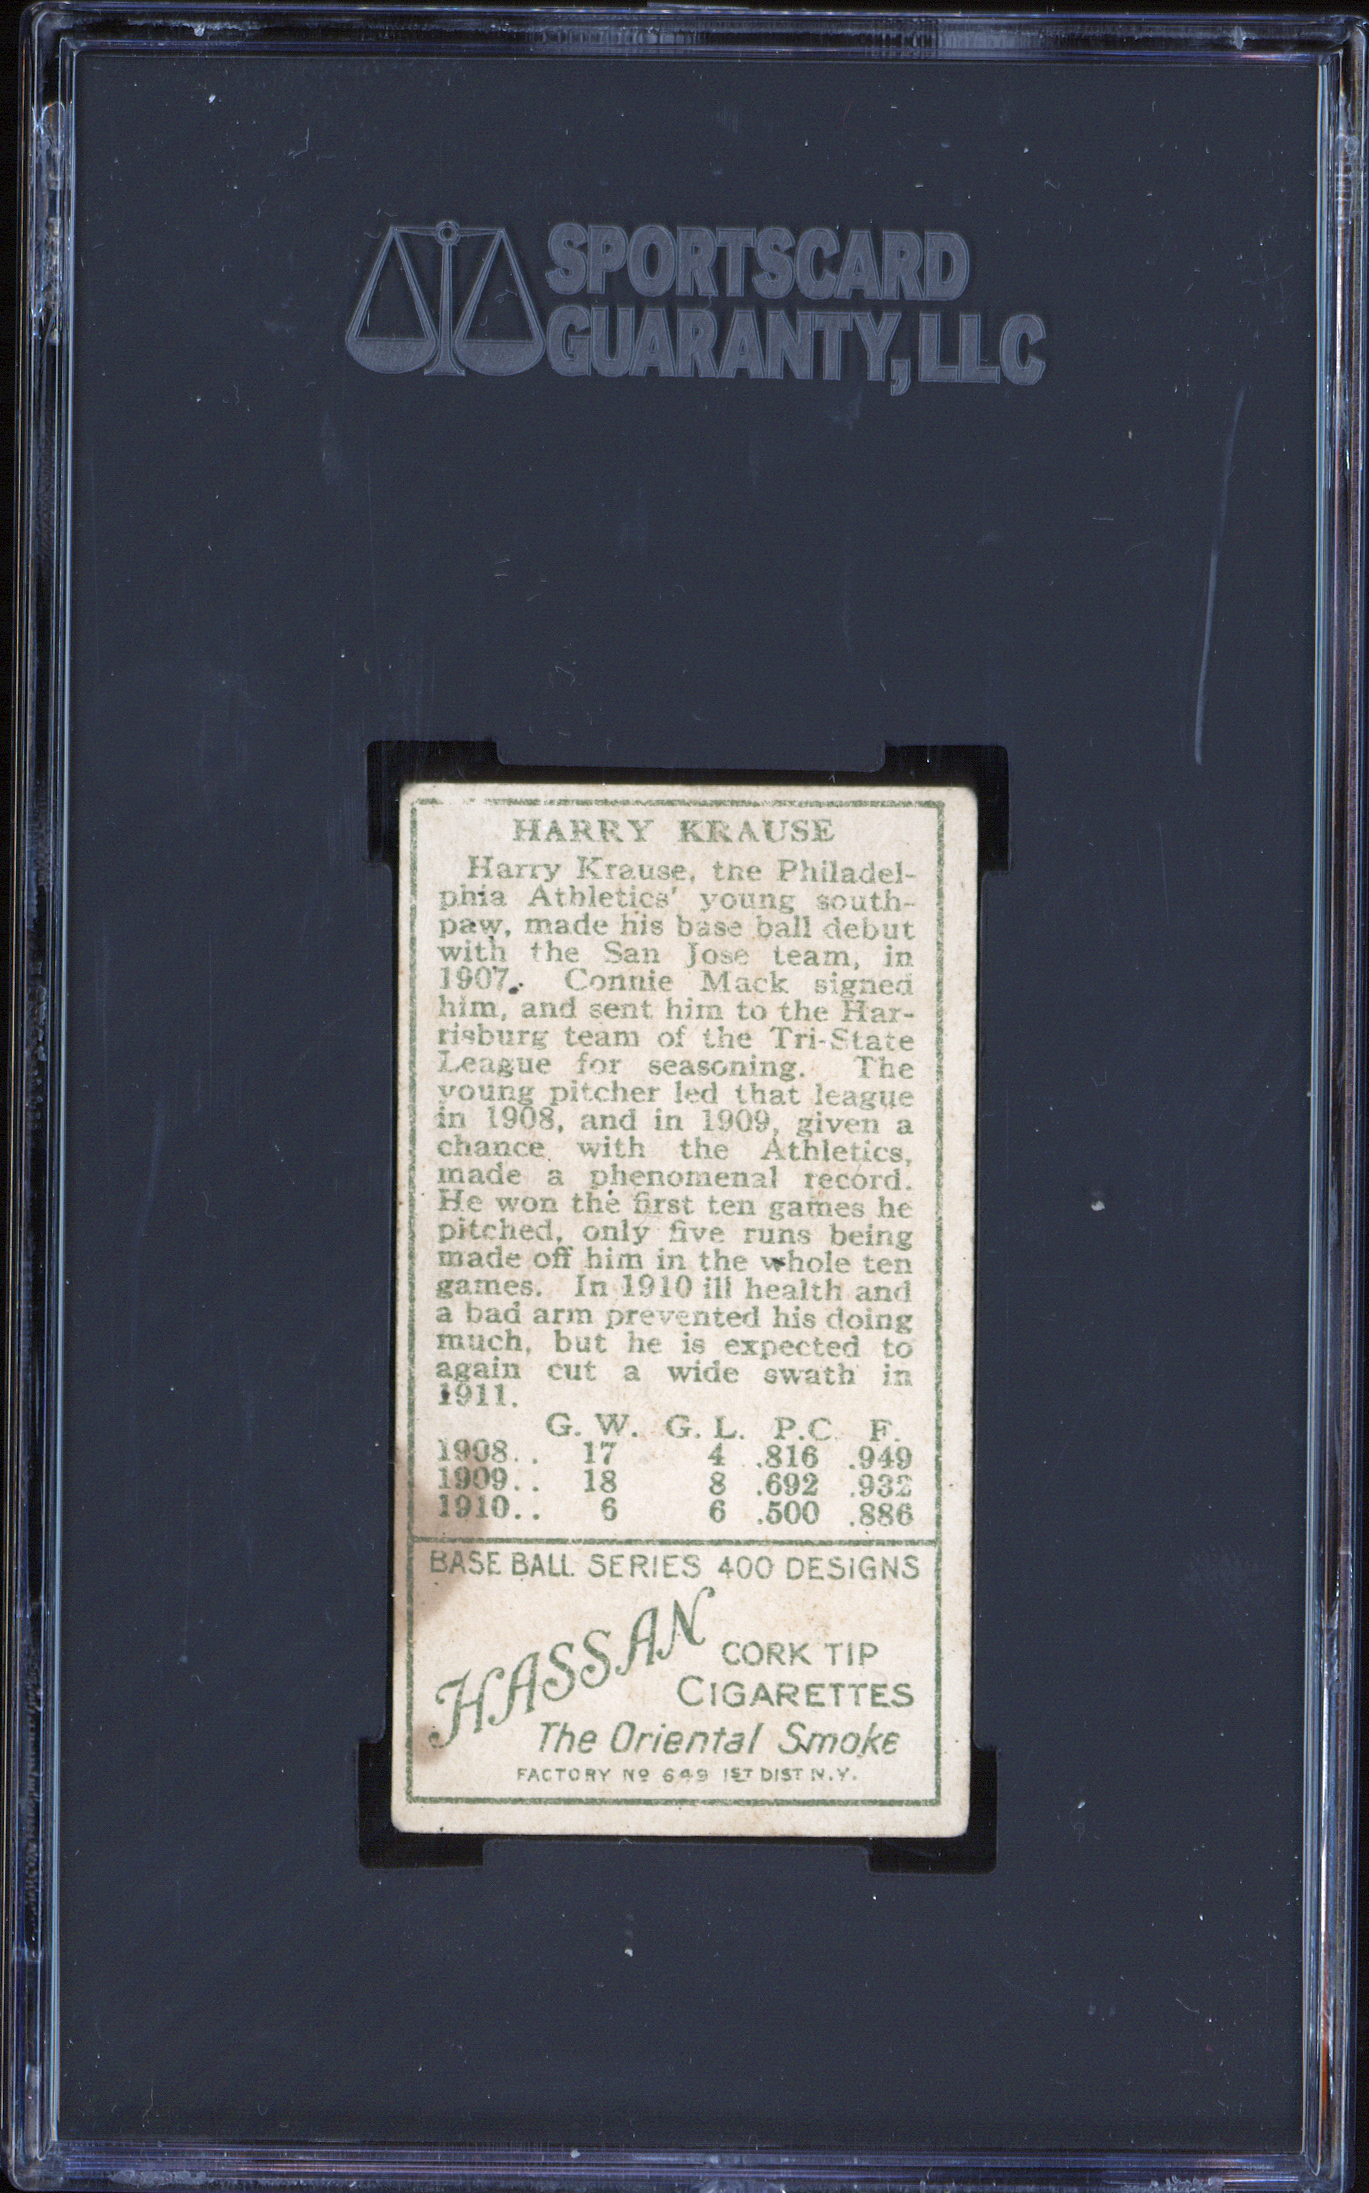 SPORTSCARD
GUARANTY, LLC
HARRY KRAUSE
Harry Krause, the Philadel-
phia Athletics' young south-
paw, made his base ball debut
with the San Jose team, in
1907. Connie Mack signed
him, and sent him to the Har-
risburg team of the Tri-State
League for seasoning. The
young pitcher led that league
in 1908, and in 1909, given a
chance with the Athletics,
made a phenomenal record.
He won the first ten games he
pitched, only five runs being
made off him in the whole ten
games. In 1910 ill health and
a bad arm prevented his doing
much, but he is expected to
again cut a wide swath in
1911.
G. W. G. L. P.C. F.
1908.. 17 4 .816 .949
1909.. 18 8 .692 .932
1910.. 6 6 .500 .886
BASE BALL SERIES 400 DESIGNS
HASSAN
CORK TIP
CIGARETTES
The Oriental Smoke
FACTORY No 649 1ST DIST N.Y.